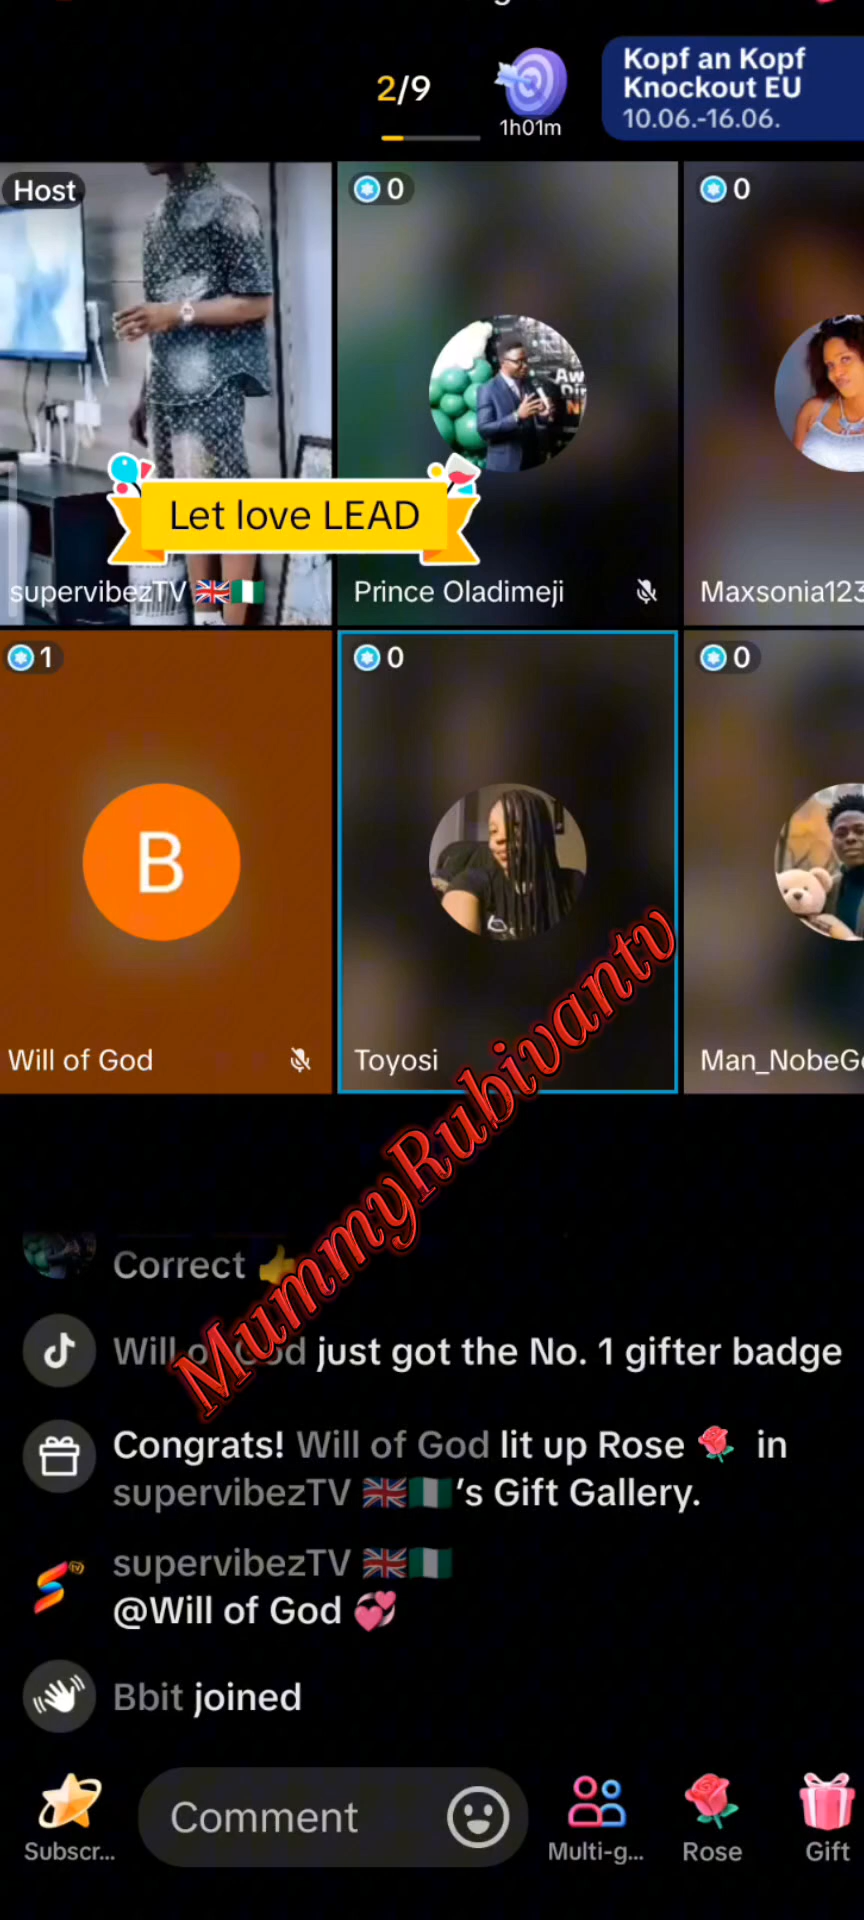 2/9
1h01m
Kopf an Kopf
Knockout EU
10.06.-16.06.
Host
0
0
Let love LEAD
supervibezTV 🇬🇧🇳🇬
Prince Oladimeji
Maxsonia123
1
0
0
B
Will of God
Toyosi
Man_NobeG
MummyRubivantv
Correct 👍
Will of God just got the No. 1 gifter badge
Congrats! Will of God lit up Rose 🌹 in
supervibezTV 🇬🇧🇳🇬's Gift Gallery.
supervibezTV 🇬🇧🇳🇬
@Will of God 💞
Bbit joined
Comment
Subscr...
Multi-g...
Rose
Gift